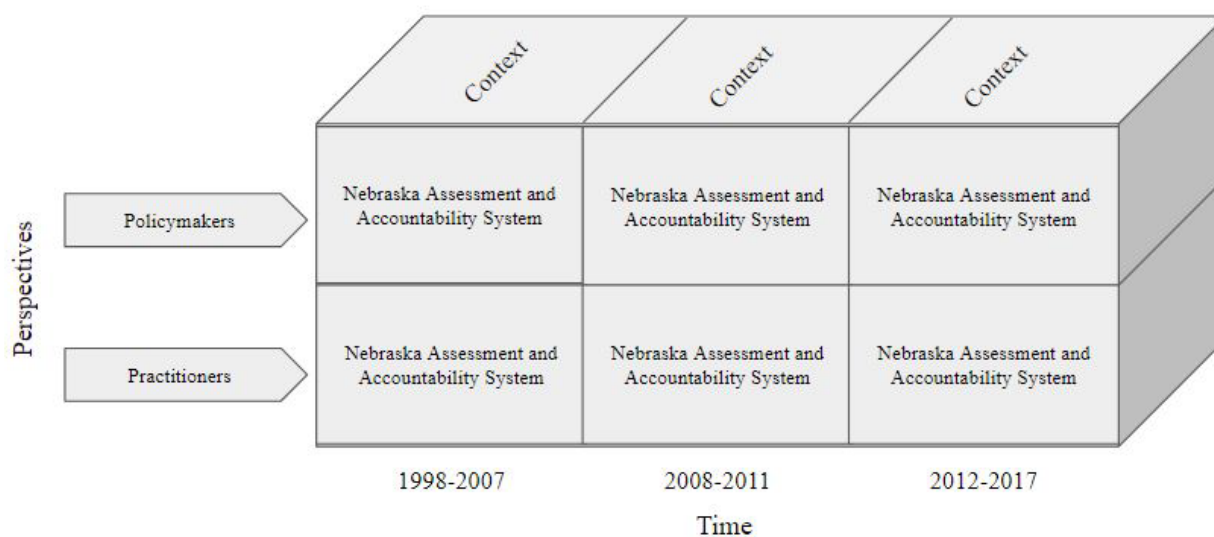 Context
Context
Context
Perspectives
Policymakers
Nebraska Assessment and
Accountability System
Nebraska Assessment and
Accountability System
Nebraska Assessment and
Accountability System
Practitioners
Nebraska Assessment and
Accountability System
Nebraska Assessment and
Accountability System
Nebraska Assessment and
Accountability System
1998-2007
2008-2011
2012-2017
Time